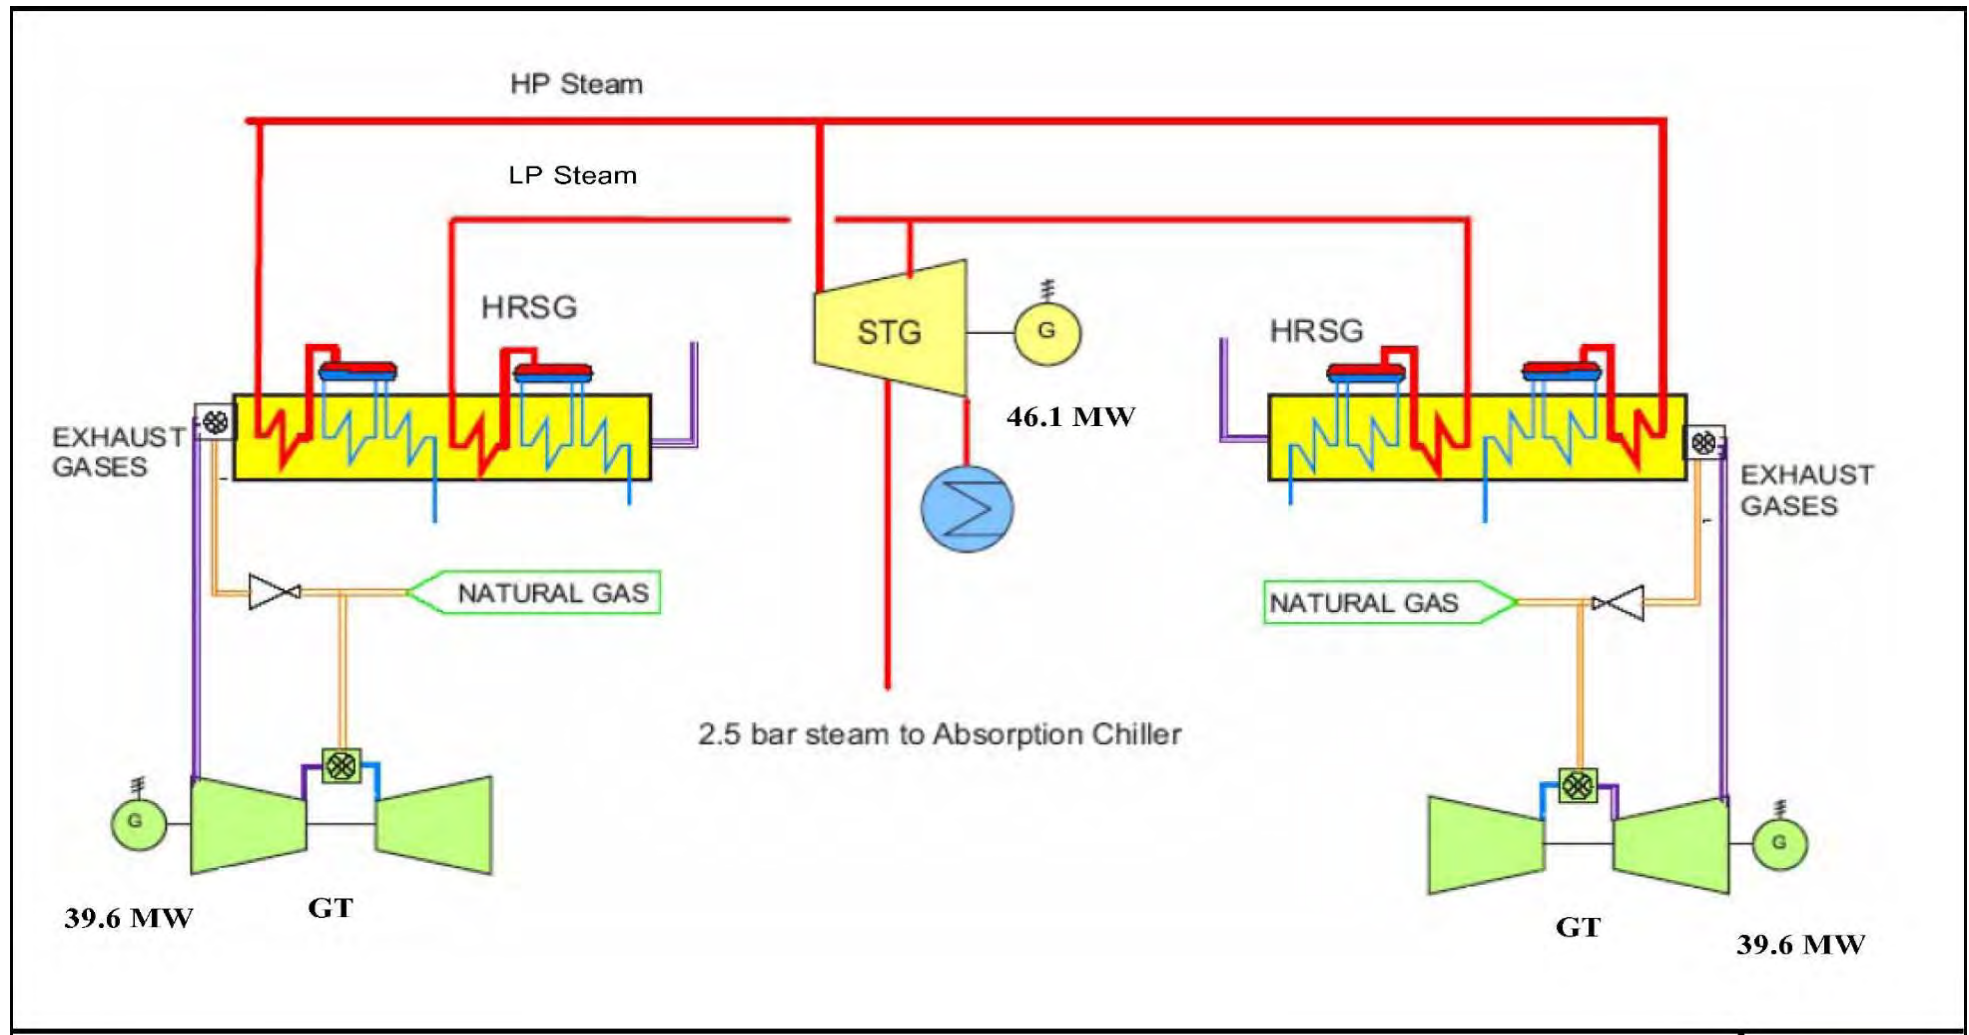 HP Steam
LP Steam
HRSG
STG
G
46.1 MW
HRSG
EXHAUST
GASES
EXHAUST
GASES
NATURAL GAS
NATURAL GAS
2.5 bar steam to Absorption Chiller
G
39.6 MW
GT
G
GT
39.6 MW